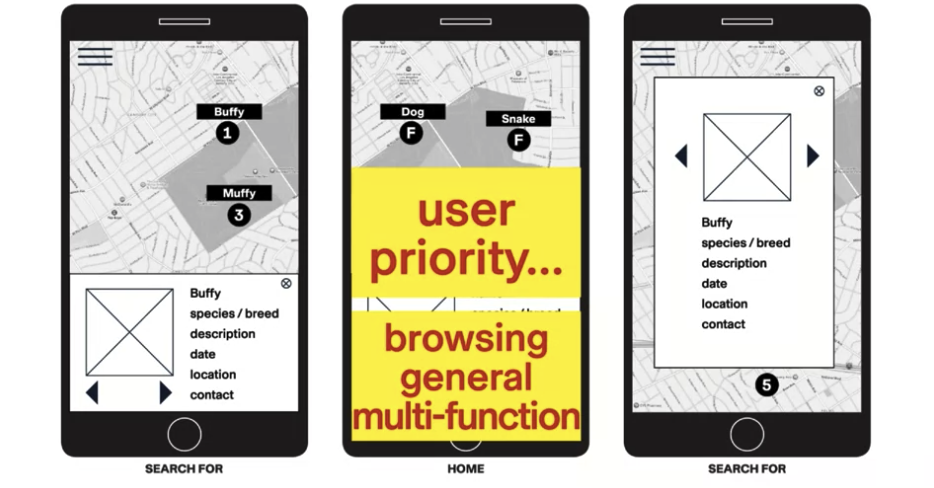 Buffy
1
Muffy
3
Buffy
species / breed
description
date
location
contact
SEARCH FOR
Dog
F
Snake
F
user
priority...
browsing
general
multi-function
HOME
Buffy
species / breed
description
date
location
contact
5
SEARCH FOR